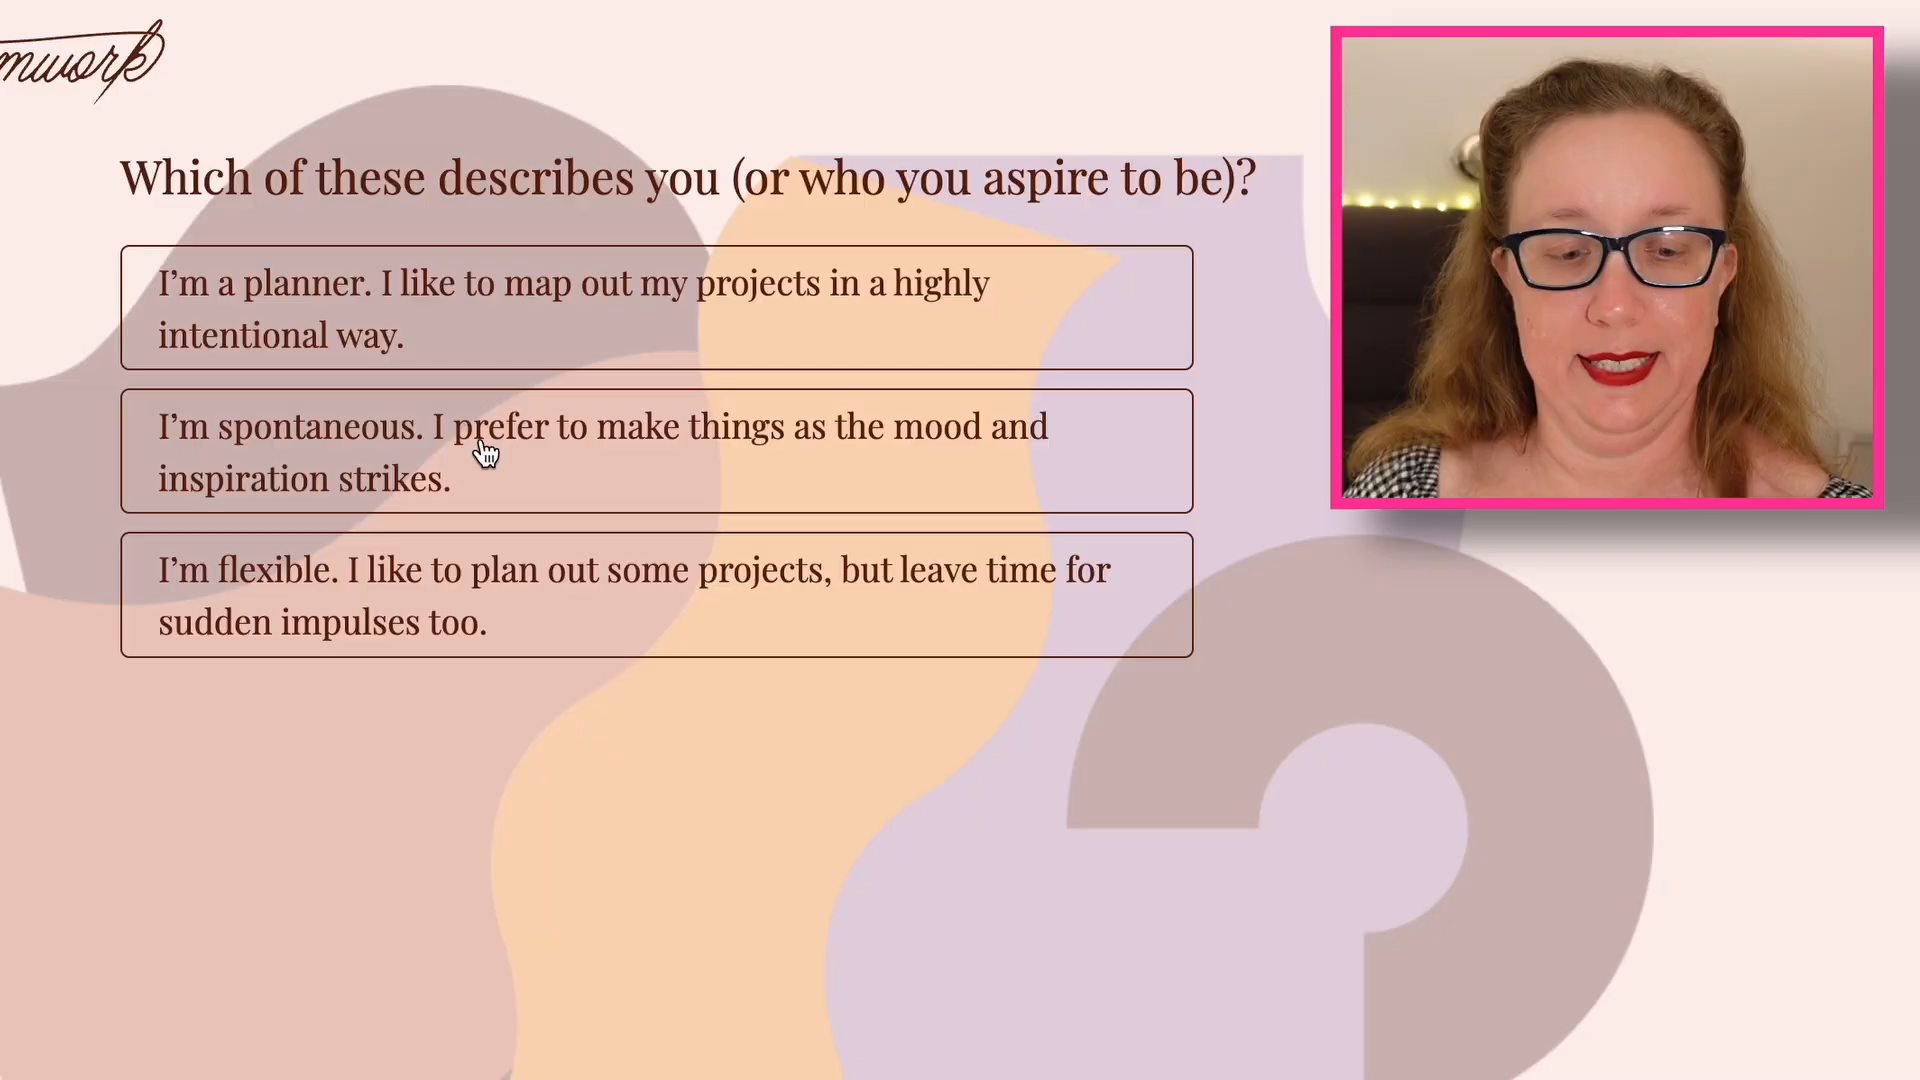 mwork
Which of these describes you (or who you aspire to be)?
I’m a planner. I like to map out my projects in a highly
intentional way.
I’m spontaneous. I prefer to make things as the mood and
inspiration strikes.
I’m flexible. I like to plan out some projects, but leave time for
sudden impulses too.